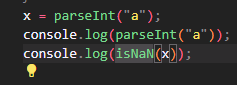 x = parseInt("a");
console.log(parseInt("a"));
console.log(isNaN(x));